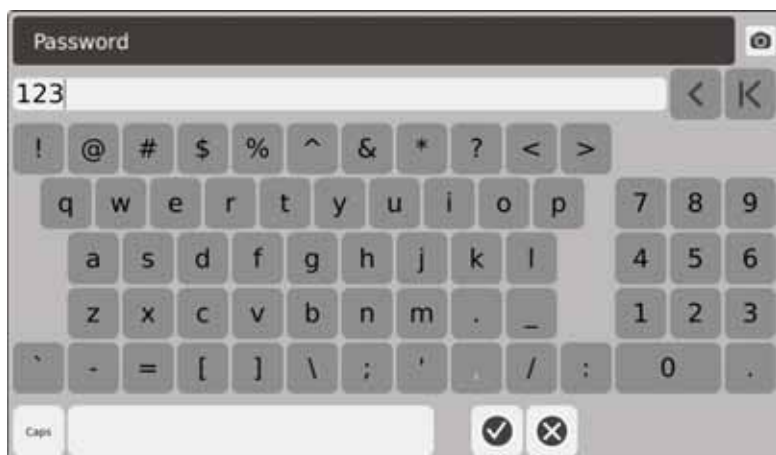 Password
123
! @ # $ % ^ & * ? < >
q w e r t y u i o p 7 8 9
a s d f g h j k l 4 5 6
z x c v b n m . _ 1 2 3
` - = [ ] \ ; ' , / : 0 .
Caps